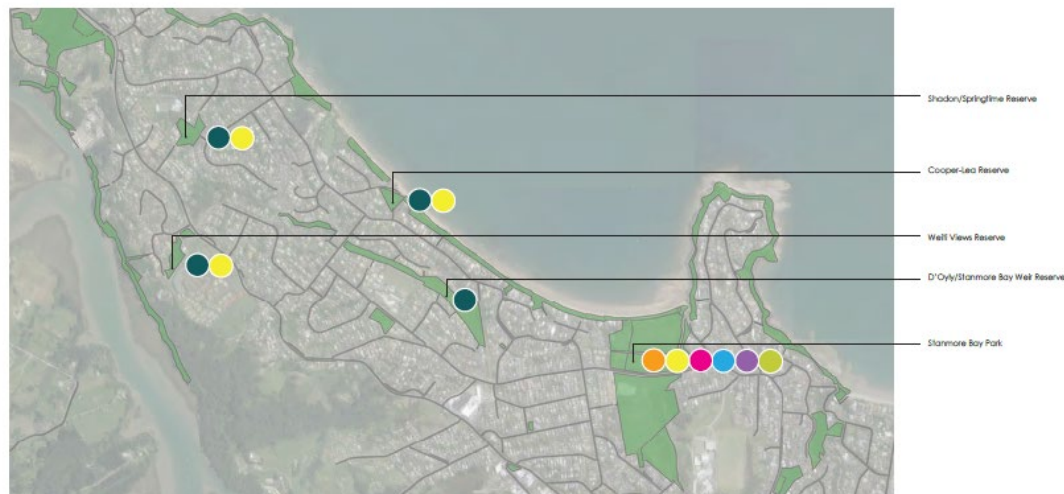 Shadon/Springtime Reserve
Cooper-Lea Reserve
Weiti Views Reserve
D'Oyly/Stanmore Bay Weir Reserve
Stanmore Bay Park